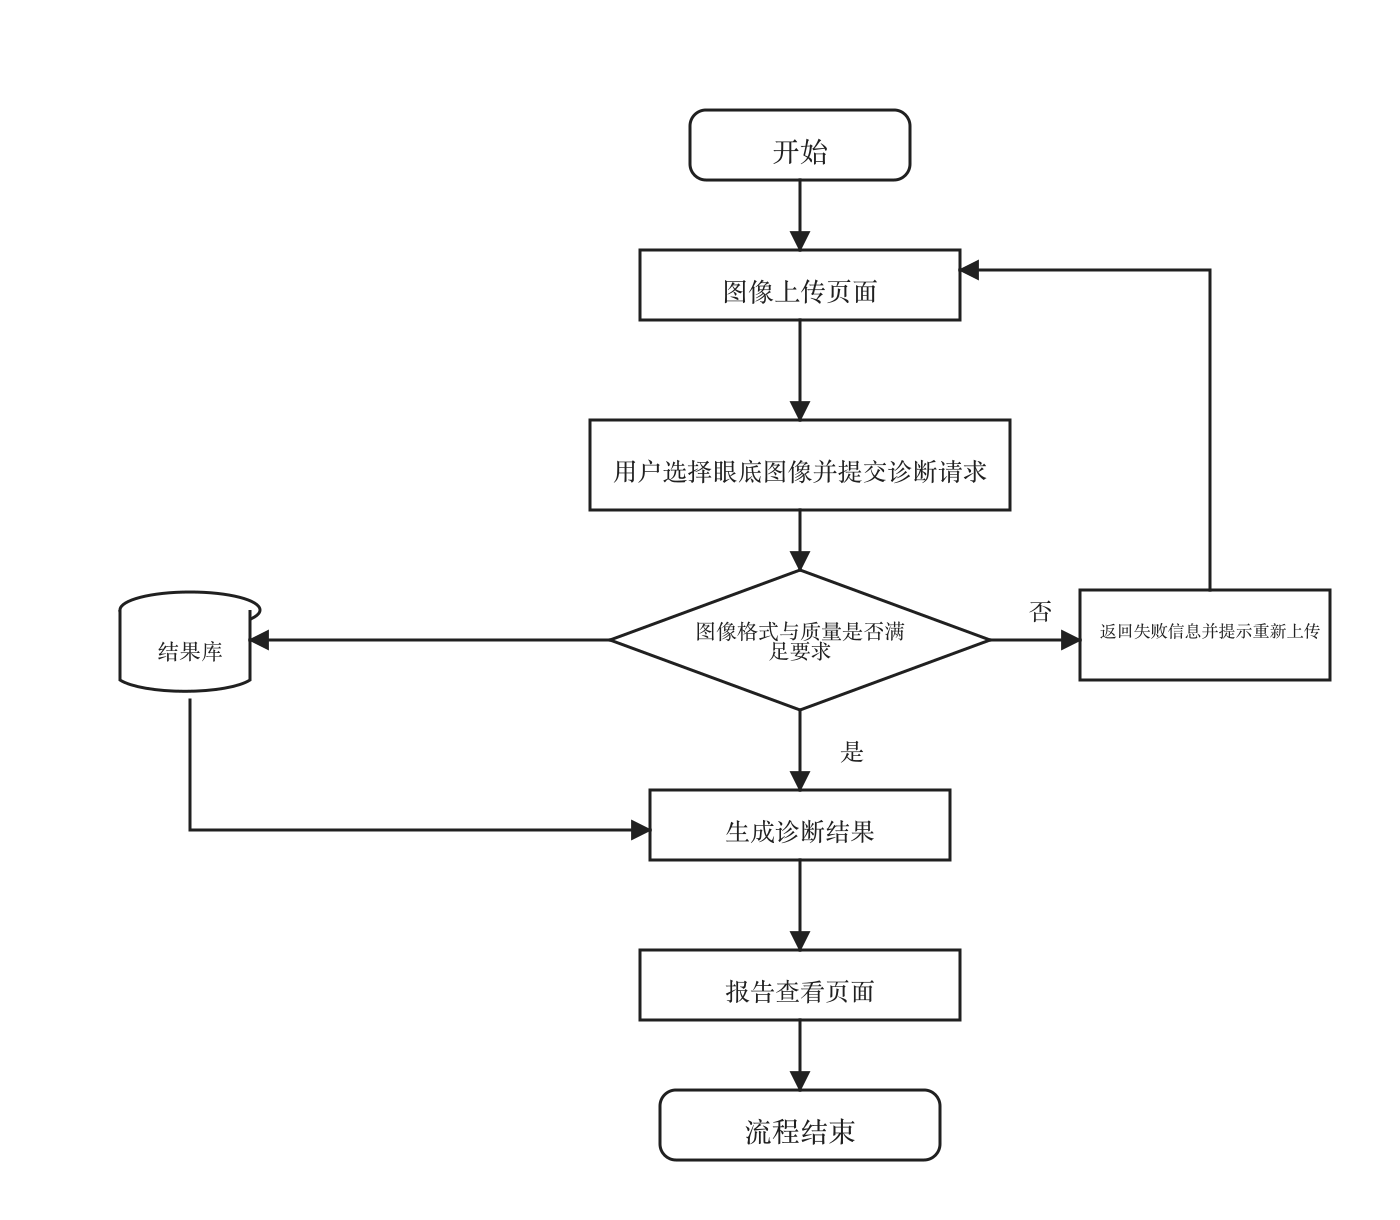 开始
图像上传页面
用户选择眼底图像并提交诊断请求
图像格式与质量是否满
足要求
否
返回失败信息并提示重新上传
结果库
是
生成诊断结果
报告查看页面
流程结束